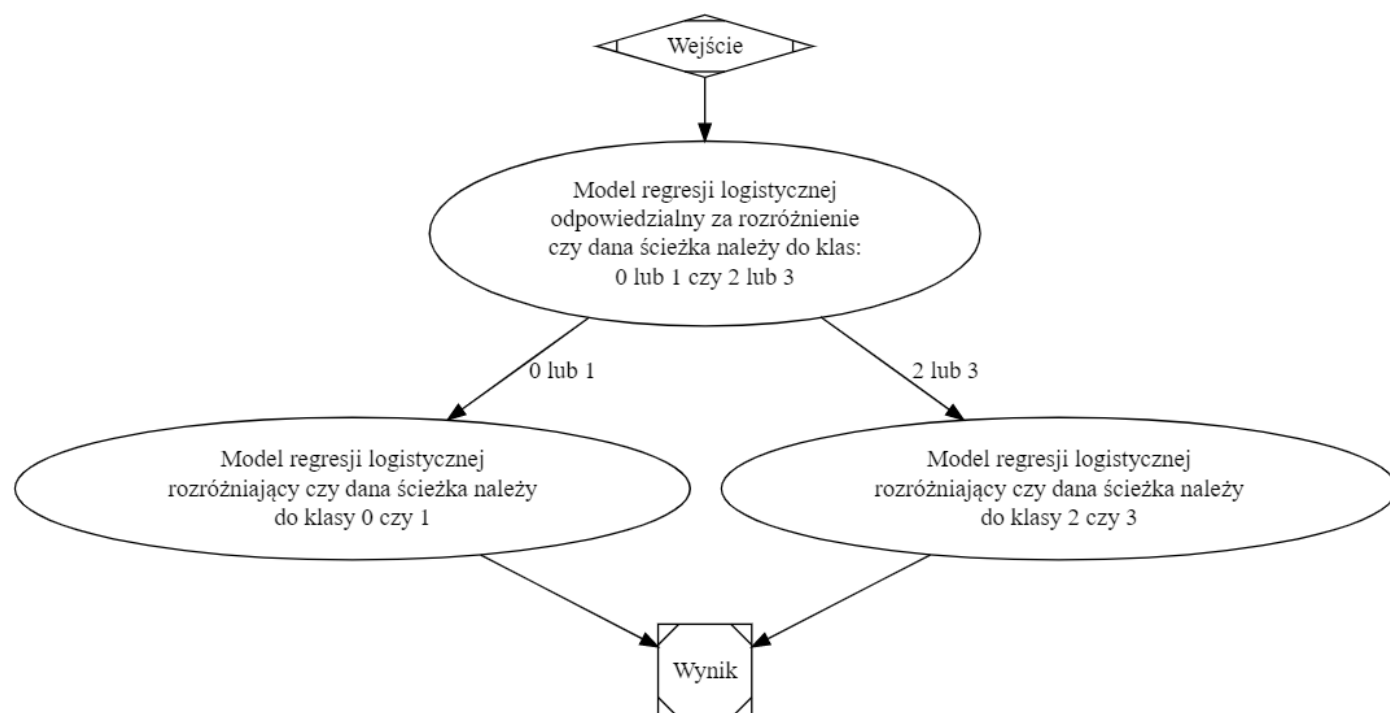 Wejście
Model regresji logistycznej
odpowiedzialny za rozróżnienie
czy dana ścieżka należy do klas:
0 lub 1 czy 2 lub 3
0 lub 1
2 lub 3
Model regresji logistycznej
rozróżniający czy dana ścieżka należy
do klasy 0 czy 1
Model regresji logistycznej
rozróżniający czy dana ścieżka należy
do klasy 2 czy 3
Wynik